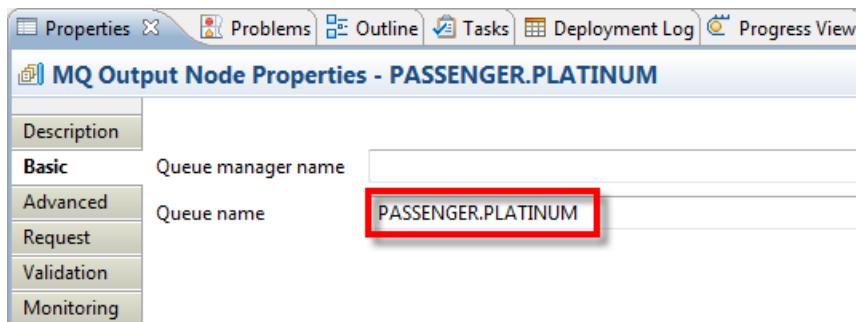 Properties Problems Outline Tasks Deployment Log Progress View
MQ Output Node Properties - PASSENGER.PLATINUM
Description
Basic
Queue manager name
Advanced
Queue name PASSENGER.PLATINUM
Request
Validation
Monitoring